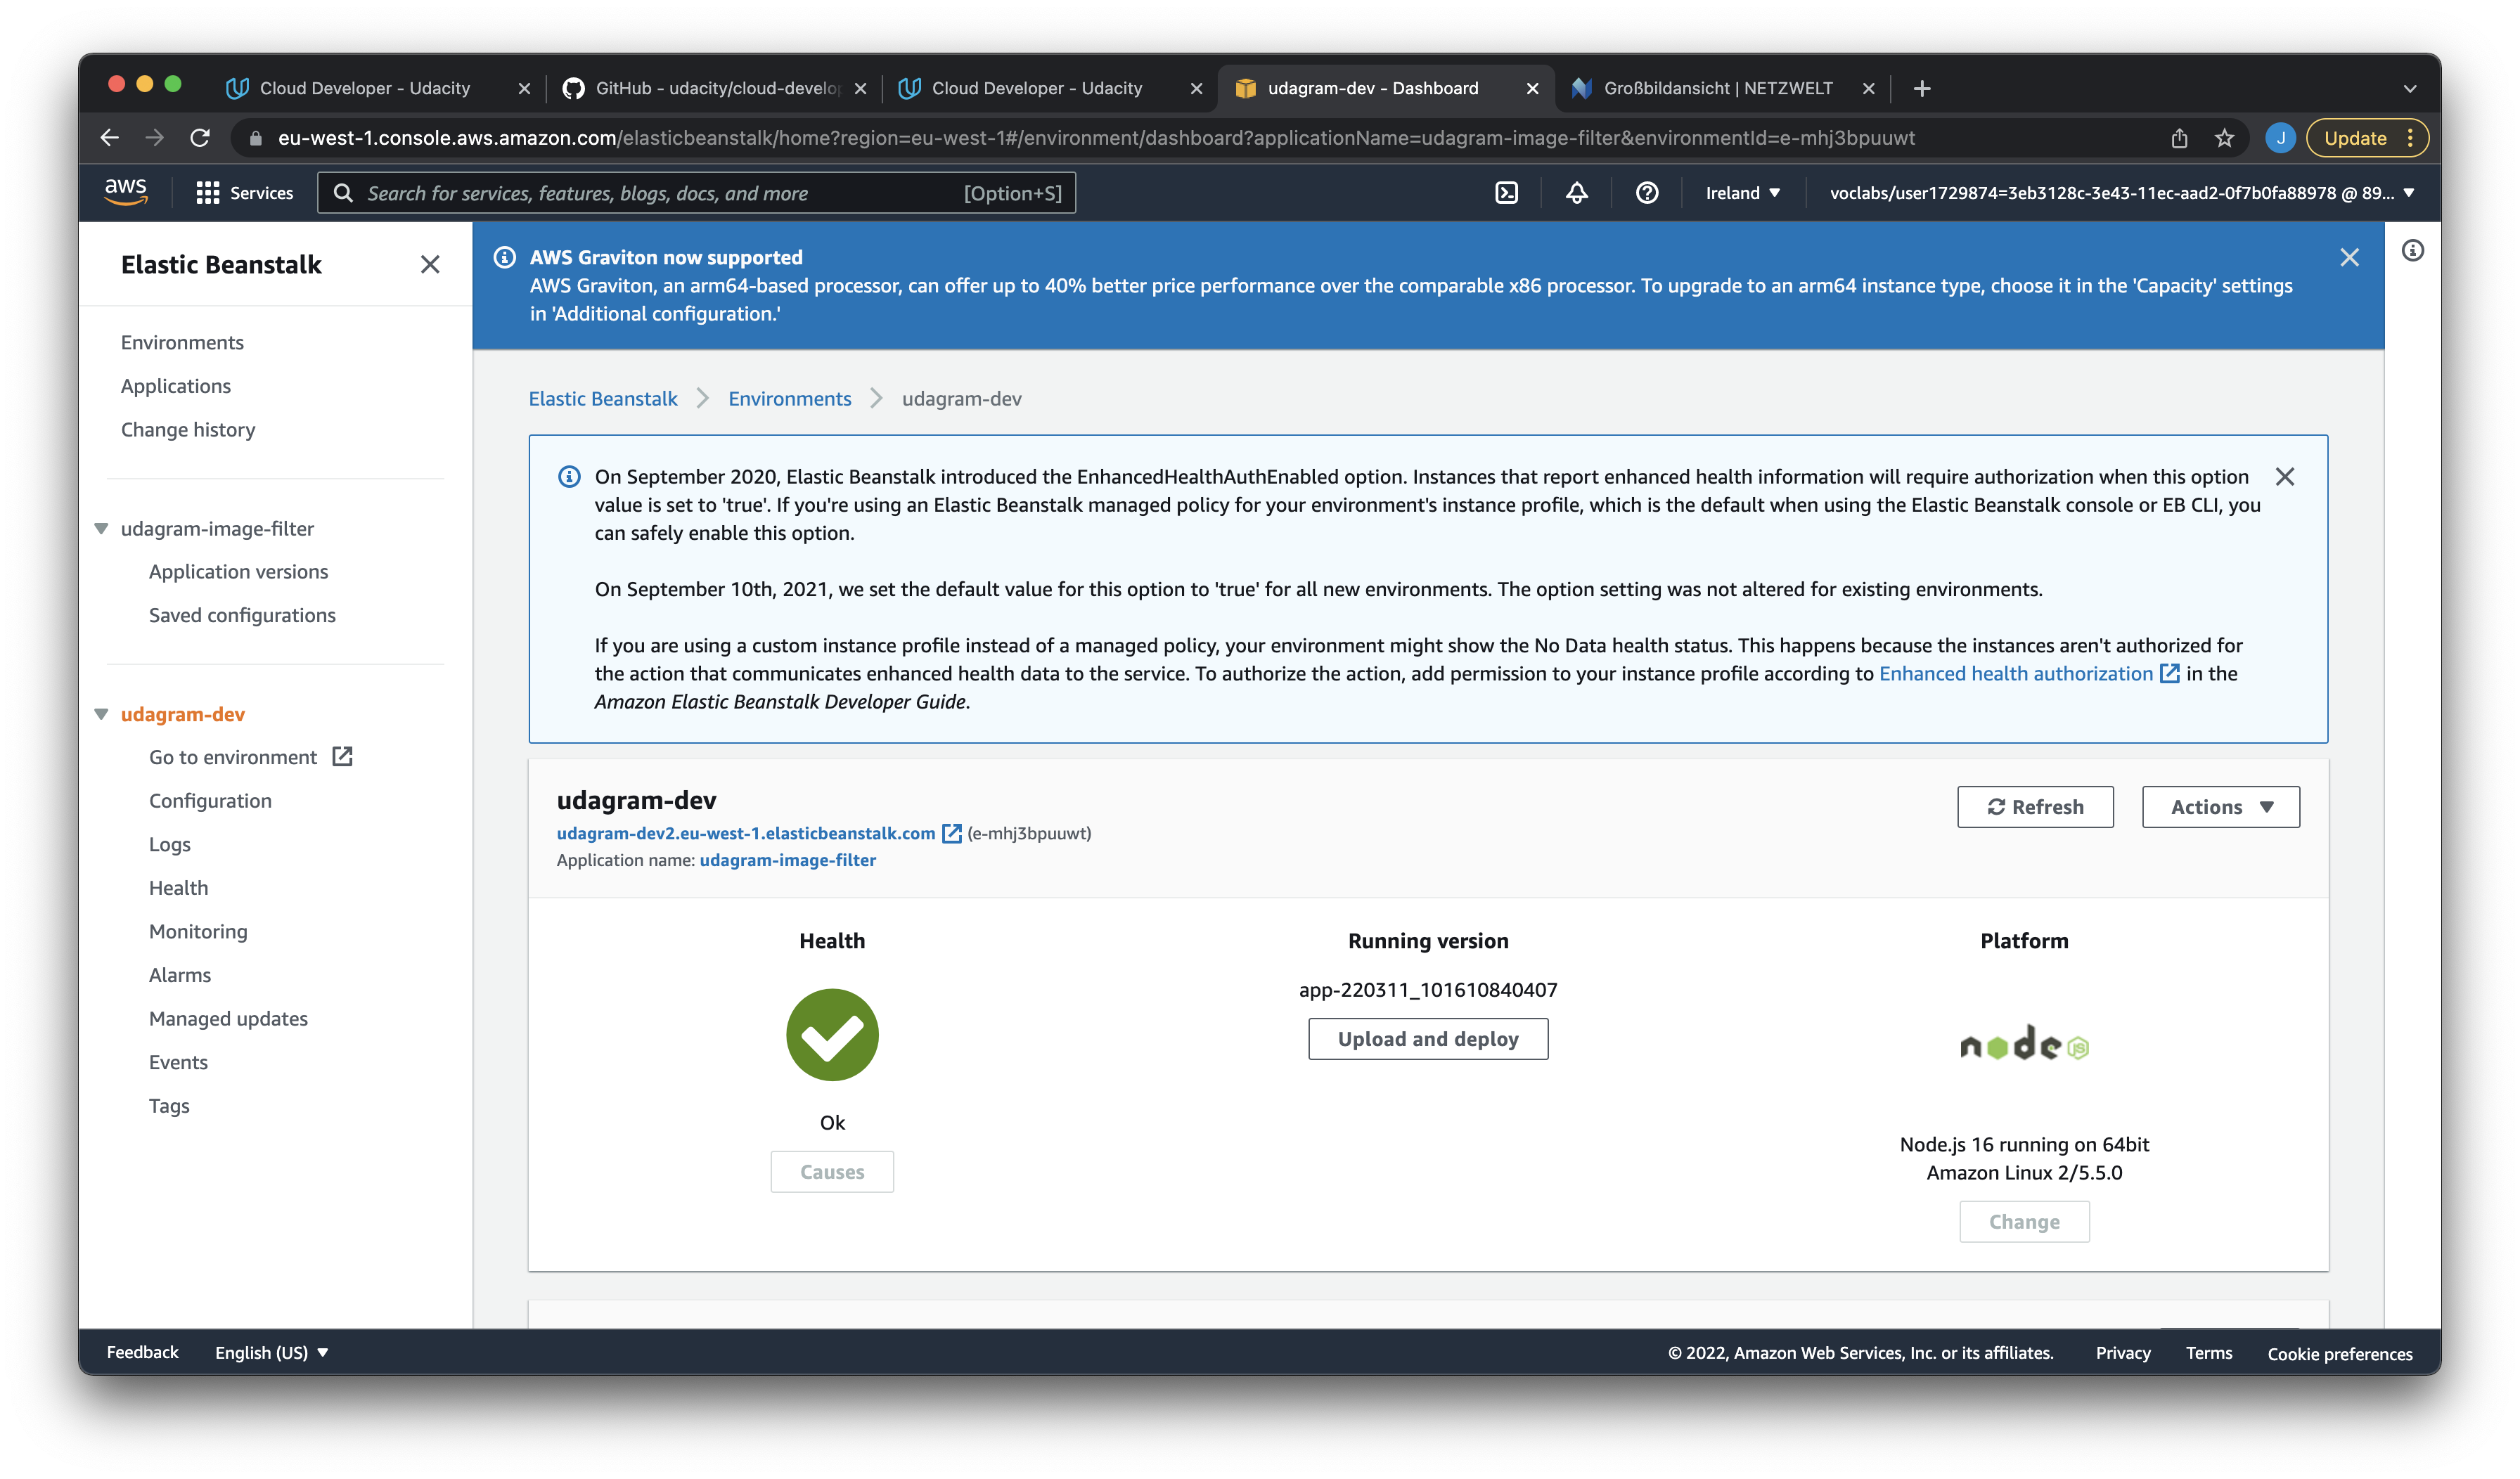 Cloud Developer - Udacity
GitHub - udacity/cloud-develop
Cloud Developer - Udacity
udagram-dev - Dashboard
Großbildansicht | NETZWELT
eu-west-1.console.aws.amazon.com/elasticbeanstalk/home?region=eu-west-1#/environment/dashboard?applicationName=udagram-image-filter&environmentId=e-mhj3bpuuwt
J
Update
aws
Services
Search for services, features, blogs, docs, and more
[Option+S]
Ireland
voclabs/user1729874=3eb3128c-3e43-11ec-aad2-0f7b0fa88978 @ 89...
Elastic Beanstalk
Environments
Applications
Change history
udagram-image-filter
Application versions
Saved configurations
udagram-dev
Go to environment
Configuration
Logs
Health
Monitoring
Alarms
Managed updates
Events
Tags
AWS Graviton now supported
AWS Graviton, an arm64-based processor, can offer up to 40% better price performance over the comparable x86 processor. To upgrade to an arm64 instance type, choose it in the 'Capacity' settings
in 'Additional configuration.'
Elastic Beanstalk
Environments
udagram-dev
On September 2020, Elastic Beanstalk introduced the EnhancedHealthAuthEnabled option. Instances that report enhanced health information will require authorization when this option
value is set to 'true'. If you're using an Elastic Beanstalk managed policy for your environment's instance profile, which is the default when using the Elastic Beanstalk console or EB CLI, you
can safely enable this option.
On September 10th, 2021, we set the default value for this option to 'true' for all new environments. The option setting was not altered for existing environments.
If you are using a custom instance profile instead of a managed policy, your environment might show the No Data health status. This happens because the instances aren't authorized for
the action that communicates enhanced health data to the service. To authorize the action, add permission to your instance profile according to Enhanced health authorization in the
Amazon Elastic Beanstalk Developer Guide.
udagram-dev
udagram-dev2.eu-west-1.elasticbeanstalk.com (e-mhj3bpuuwt)
Application name: udagram-image-filter
Refresh
Actions
Health
Ok
Causes
Running version
app-220311_101610840407
Upload and deploy
Platform
node JS
Node.js 16 running on 64bit
Amazon Linux 2/5.5.0
Change
Feedback
English (US)
© 2022, Amazon Web Services, Inc. or its affiliates.
Privacy
Terms
Cookie preferences